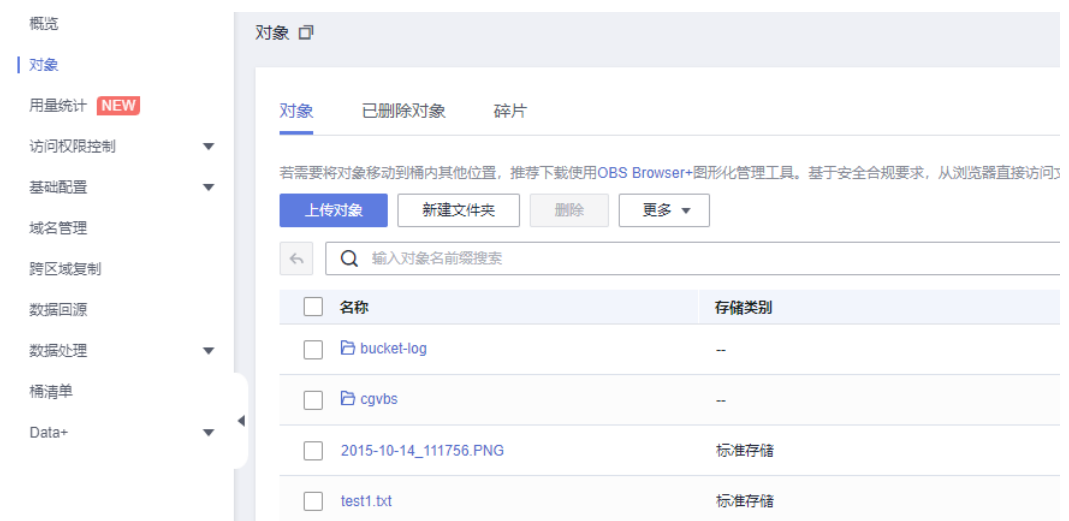 概览
对象
用量统计 NEW
访问权限控制
基础配置
域名管理
跨区域复制
数据回源
数据处理
桶清单
Data+
对象
对象 已删除对象 碎片
若需要将对象移动到桶内其他位置，推荐下载使用OBS Browser+图形化管理工具。基于安全合规要求，从浏览器直接访问
上传对象 新建文件夹 删除 更多
输入对象名前缀搜索
名称 存储类别
bucket-log --
cgvbs --
2015-10-14_111756.PNG 标准存储
test1.txt 标准存储